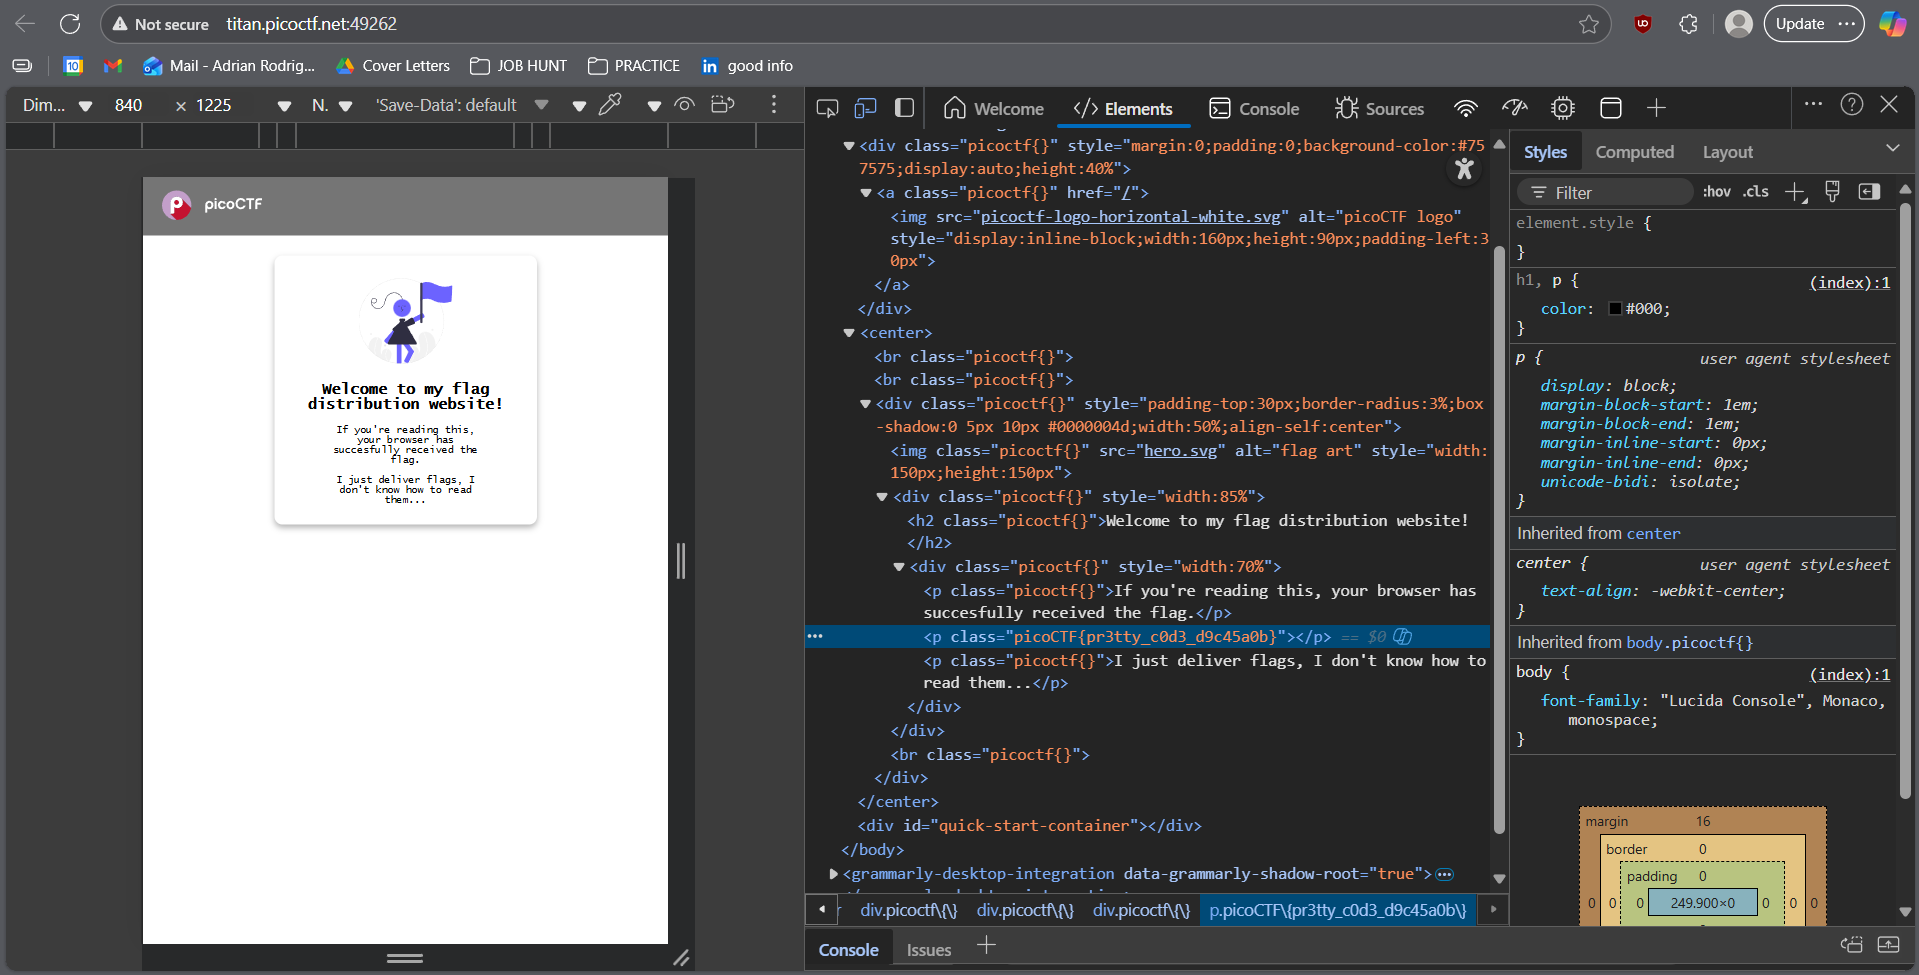 Not secure titan.picoctf.net:49262 Update
10 Mail - Adrian Rodrig... Cover Letters JOB HUNT PRACTICE good info
Dim... 840 × 1225 N. 'Save-Data': default
picoCTF
Welcome to my flag
distribution website!
If you're reading this,
your browser has
succesfully received the
flag.
I just deliver flags, I
don't know how to read
them...
Welcome Elements Console Sources
<div class="picoctf{}" style="margin:0;padding:0;background-color:#75
7575;display:auto;height:40%">
<a class="picoctf{}" href="/">
<img src="picoctf-logo-horizontal-white.svg" alt="picoCTF logo"
style="display:inline-block;width:160px;height:90px;padding-left:3
0px">
</a>
</div>
<center>
<br class="picoctf{}">
<br class="picoctf{}">
<div class="picoctf{}" style="padding-top:30px;border-radius:3%;box
-shadow:0 5px 10px #0000004d;width:50%;align-self:center">
<img class="picoctf{}" src="hero.svg" alt="flag art" style="width:
150px;height:150px">
<div class="picoctf{}" style="width:85%">
<h2 class="picoctf{}">Welcome to my flag distribution website!
</h2>
<div class="picoctf{}" style="width:70%">
<p class="picoctf{}">If you're reading this, your browser has
succesfully received the flag.</p>
<p class="picoCTF{pr3tty_c0d3_d9c45a0b}"></p> == $0
<p class="picoctf{}">I just deliver flags, I don't know how to
read them...</p>
</div>
</div>
<br class="picoctf{}">
</div>
</center>
<div id="quick-start-container"></div>
</body>
<grammarly-desktop-integration data-grammarly-shadow-root="true">
div.picoctf\{\} div.picoctf\{\} div.picoctf\{\} p.picoCTF\{pr3tty_c0d3_d9c45a0b\}
Console Issues
Styles Computed Layout
Filter :hov .cls
element.style {
}
h1, p { (index):1
color: #000;
}
p { user agent stylesheet
display: block;
margin-block-start: 1em;
margin-block-end: 1em;
margin-inline-start: 0px;
margin-inline-end: 0px;
unicode-bidi: isolate;
}
Inherited from center
center { user agent stylesheet
text-align: -webkit-center;
}
Inherited from body.picoctf{}
body { (index):1
font-family: "Lucida Console", Monaco,
monospace;
}
margin 16
border 0
padding 0
0 0 0 249.900×0 0 0 0